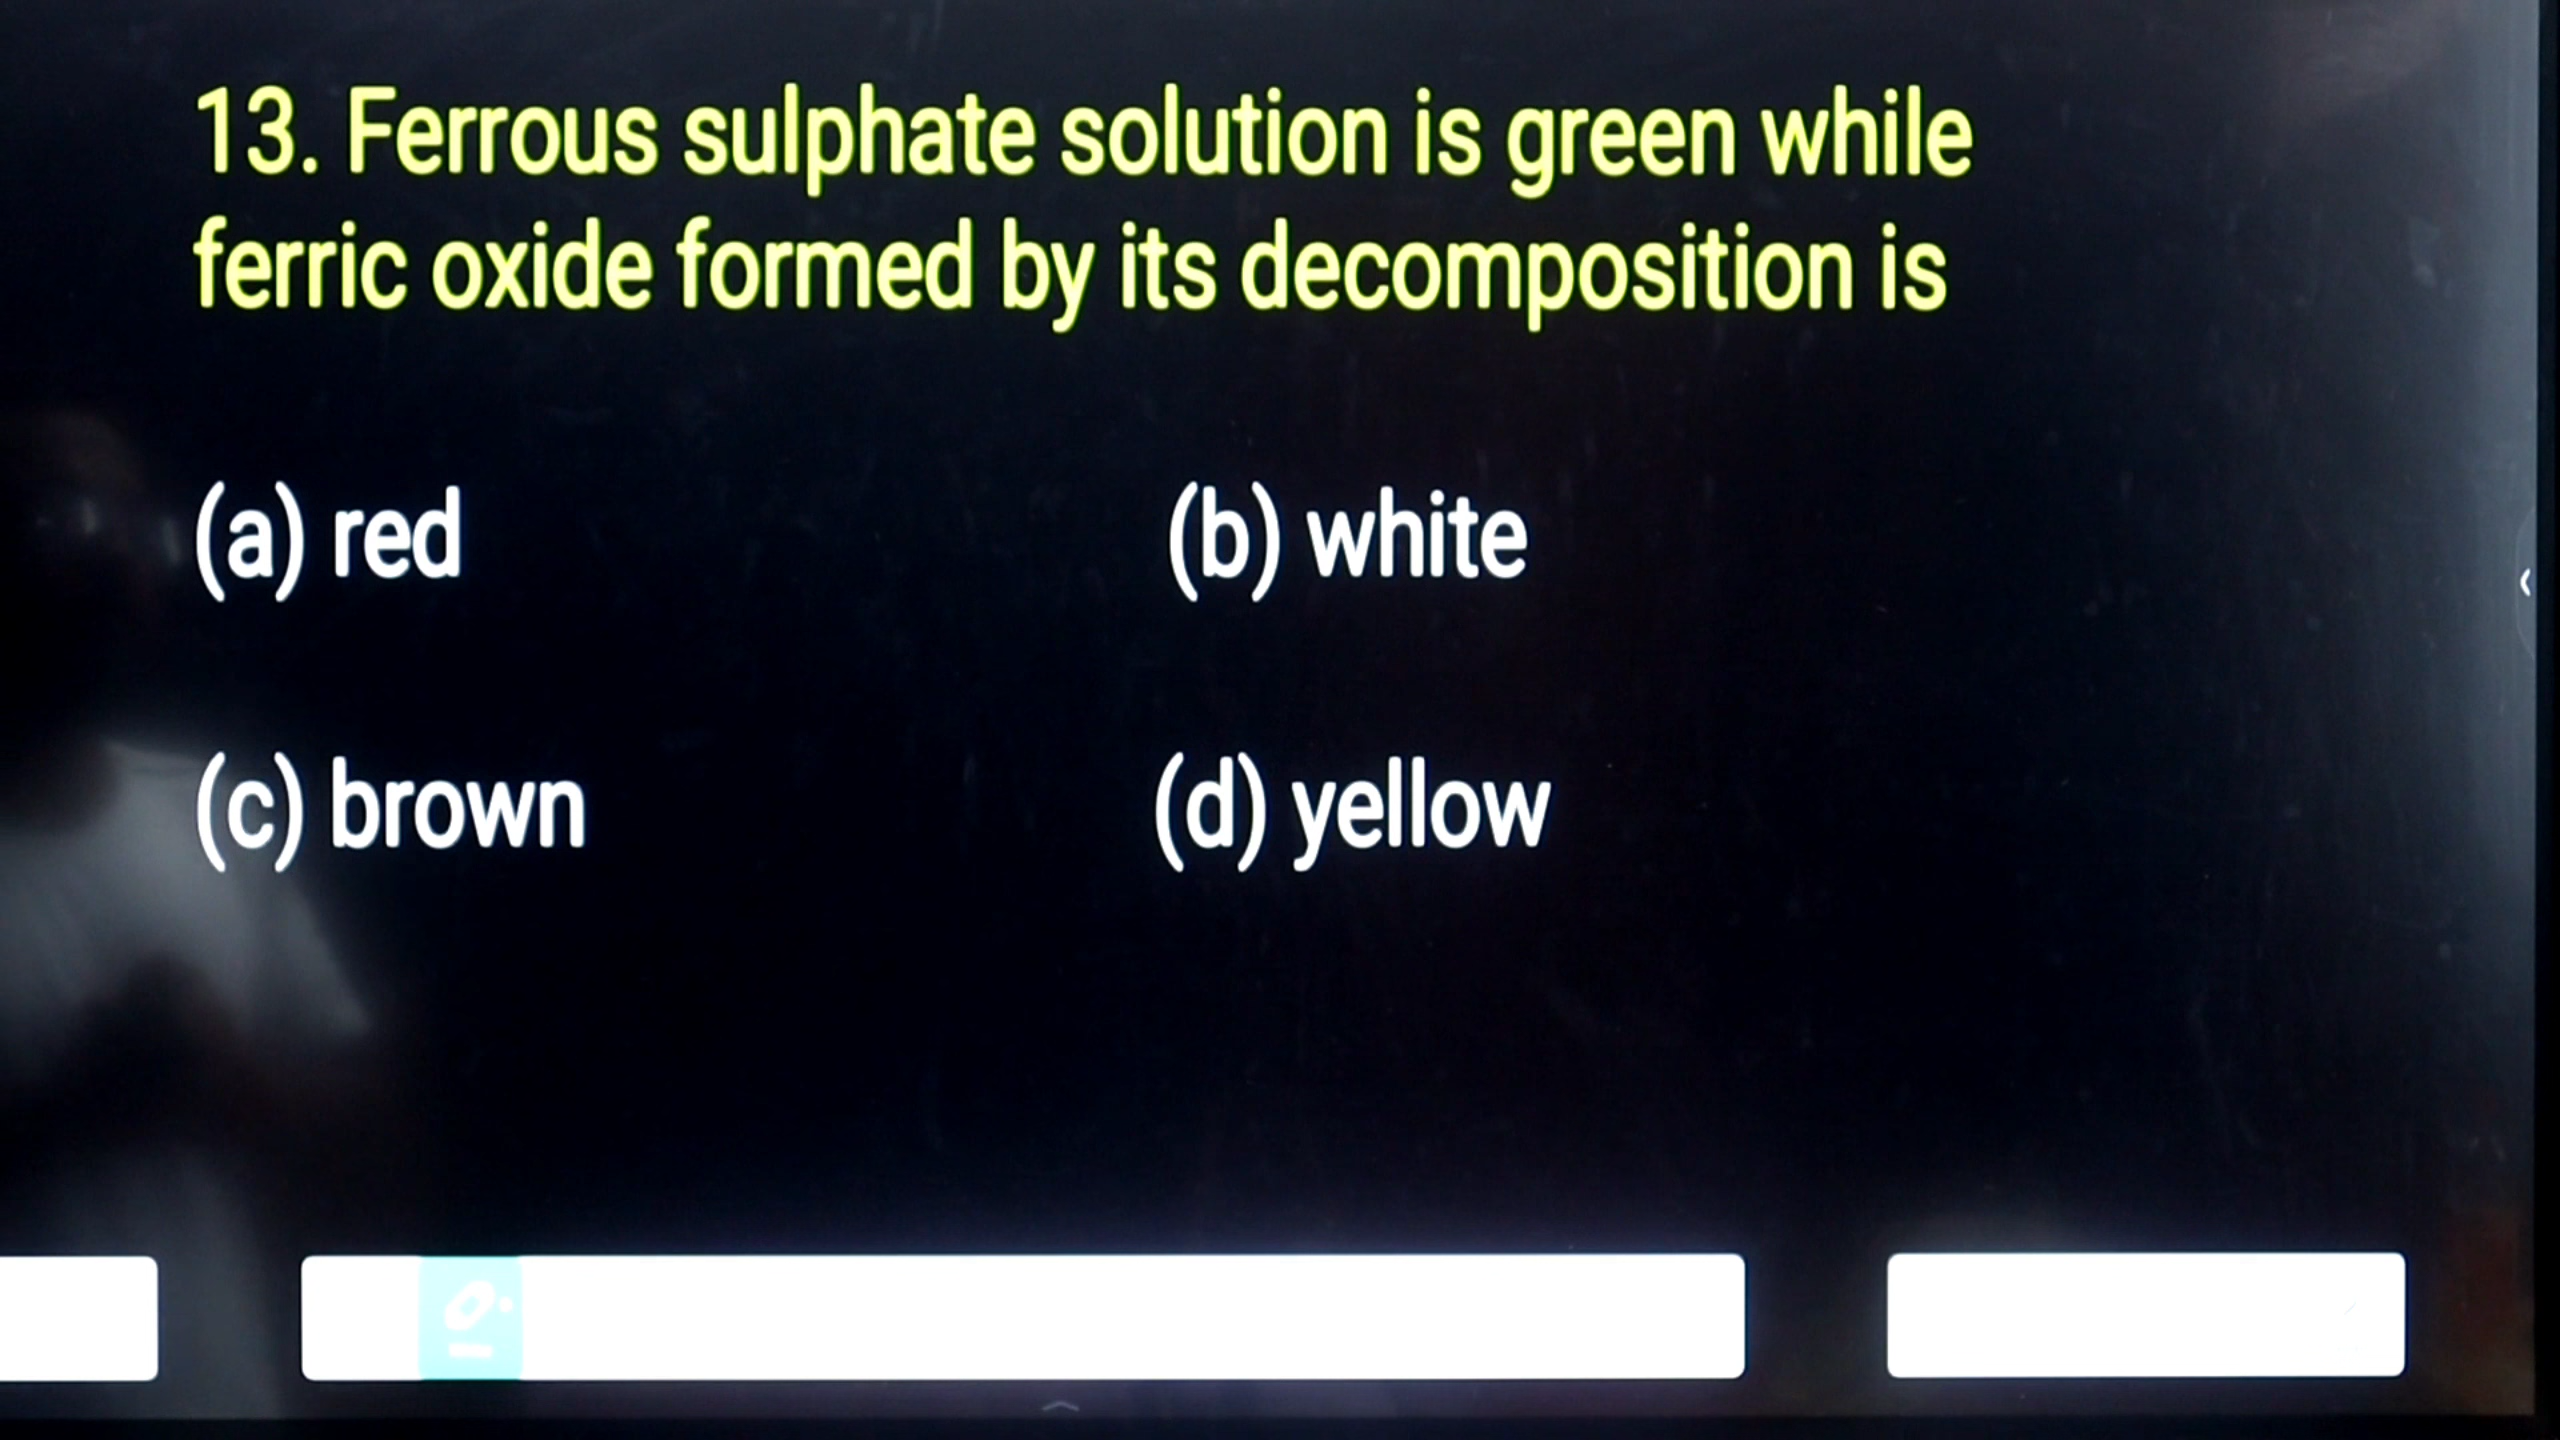 13. Ferrous sulphate solution is green while
ferric oxide formed by its decomposition is
(a) red
(b) white
(c) brown
(d) yellow